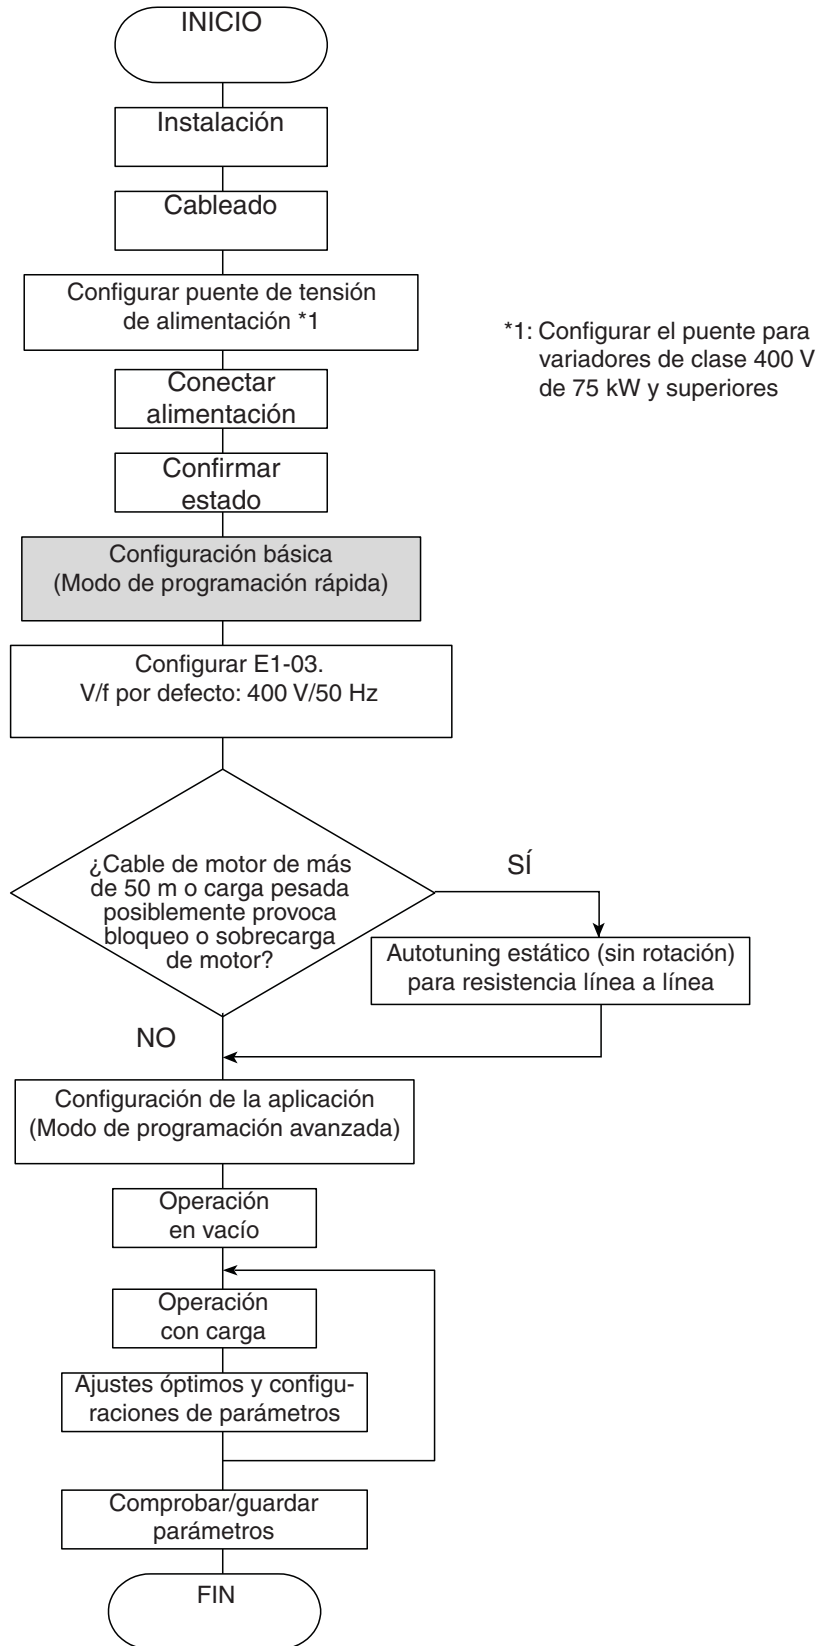 INICIO
Instalación
Cableado
Configurar puente de tensión
de alimentación *1
*1: Configurar el puente para
variadores de clase 400 V
de 75 kW y superiores
Conectar
alimentación
Confirmar
estado
Configuración básica
(Modo de programación rápida)
Configurar E1-03.
V/f por defecto: 400 V/50 Hz
¿Cable de motor de más
de 50 m o carga pesada
posiblemente provoca
bloqueo o sobrecarga
de motor?
SÍ
Autotuning estático (sin rotación)
para resistencia línea a línea
NO
Configuración de la aplicación
(Modo de programación avanzada)
Operación
en vacío
Operación
con carga
Ajustes óptimos y configu-
raciones de parámetros
Comprobar/guardar
parámetros
FIN